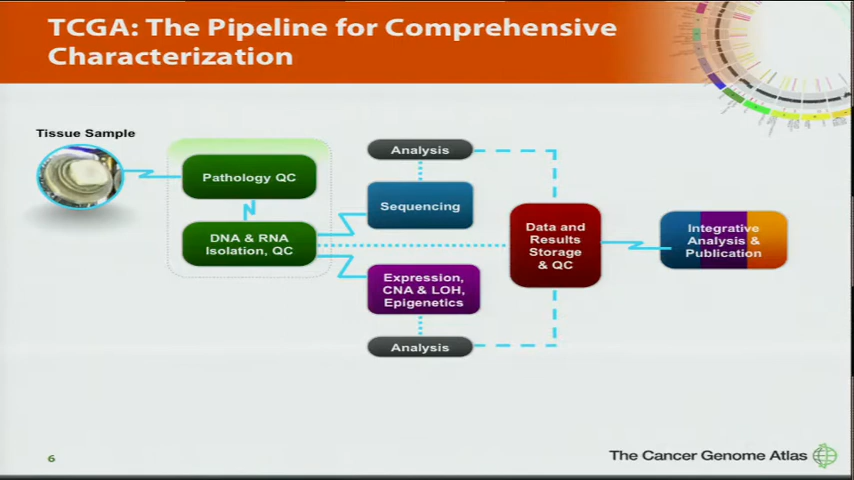 TCGA: The Pipeline for Comprehensive
Characterization
Tissue Sample
Pathology QC
DNA & RNA
Isolation, QC
Analysis
Sequencing
Expression,
CNA & LOH,
Epigenetics
Analysis
Data and
Results
Storage
& QC
Integrative
Analysis &
Publication
6
The Cancer Genome Atlas